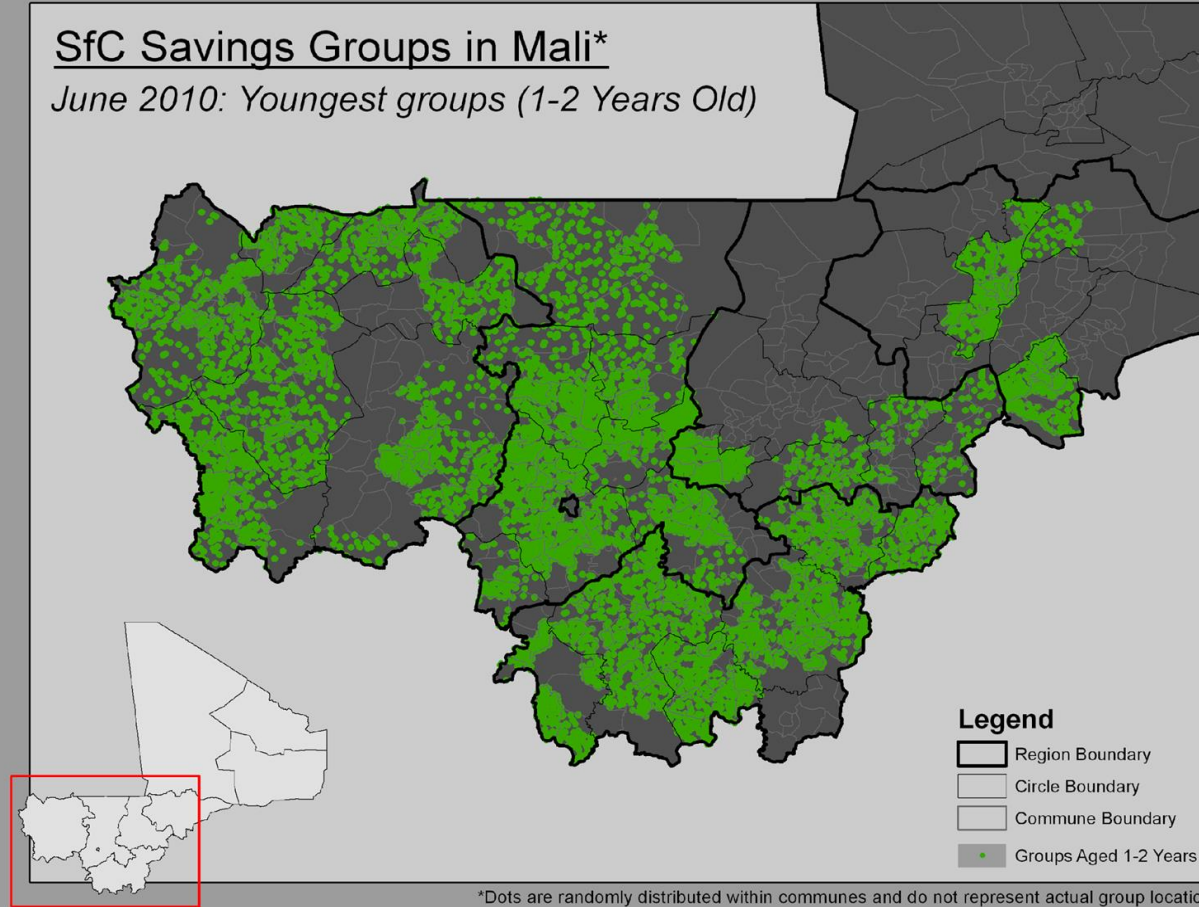 SfC Savings Groups in Mali*
June 2010: Youngest groups (1-2 Years Old)
Legend
Region Boundary
Circle Boundary
Commune Boundary
Groups Aged 1-2 Years
*Dots are randomly distributed within communes and do not represent actual group locatio